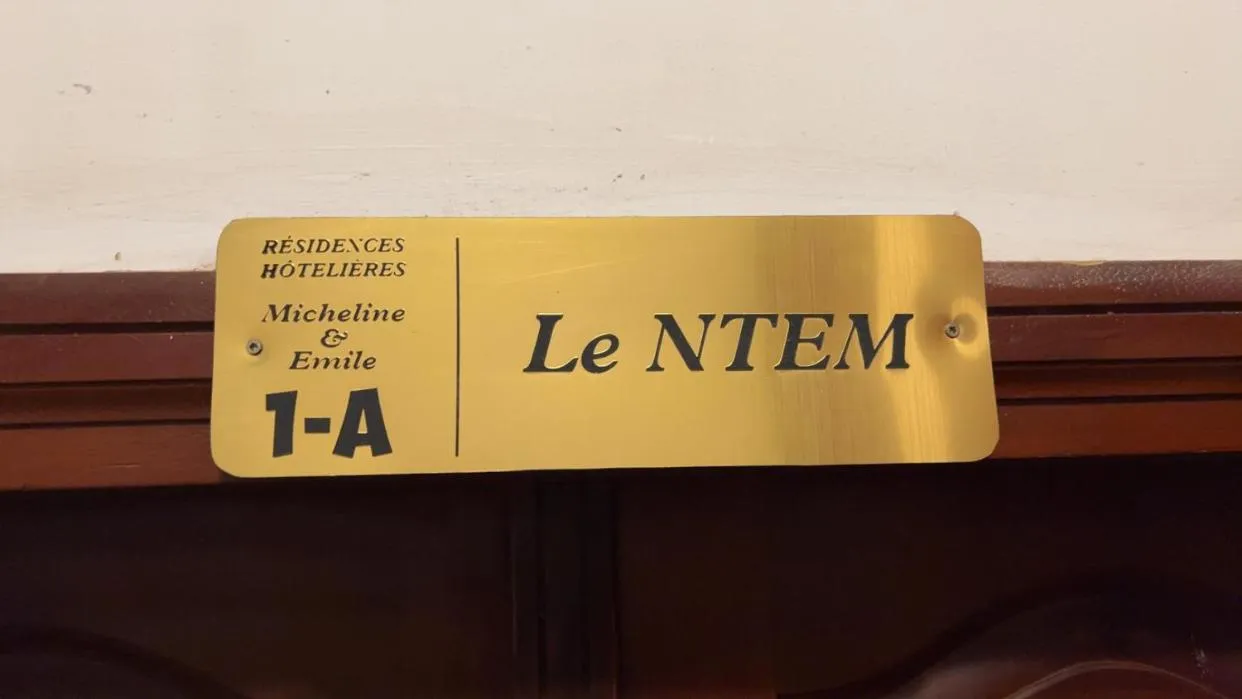 RÉSIDENCES
HÔTELIÈRES
Micheline
&
Emile
1-A
Le NTEM